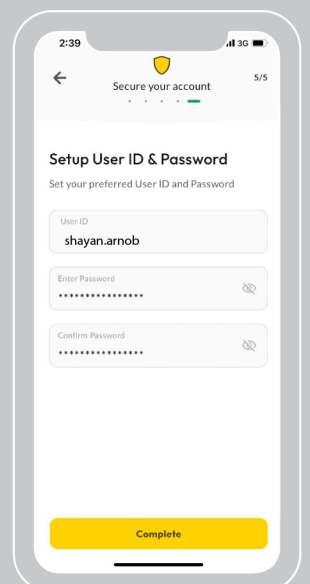 2:39
3G
Secure your account
5/5
Setup User ID & Password
Set your preferred User ID and Password
User ID
shayan.arnob
Enter Password
****************
Confirm Password
****************
Complete